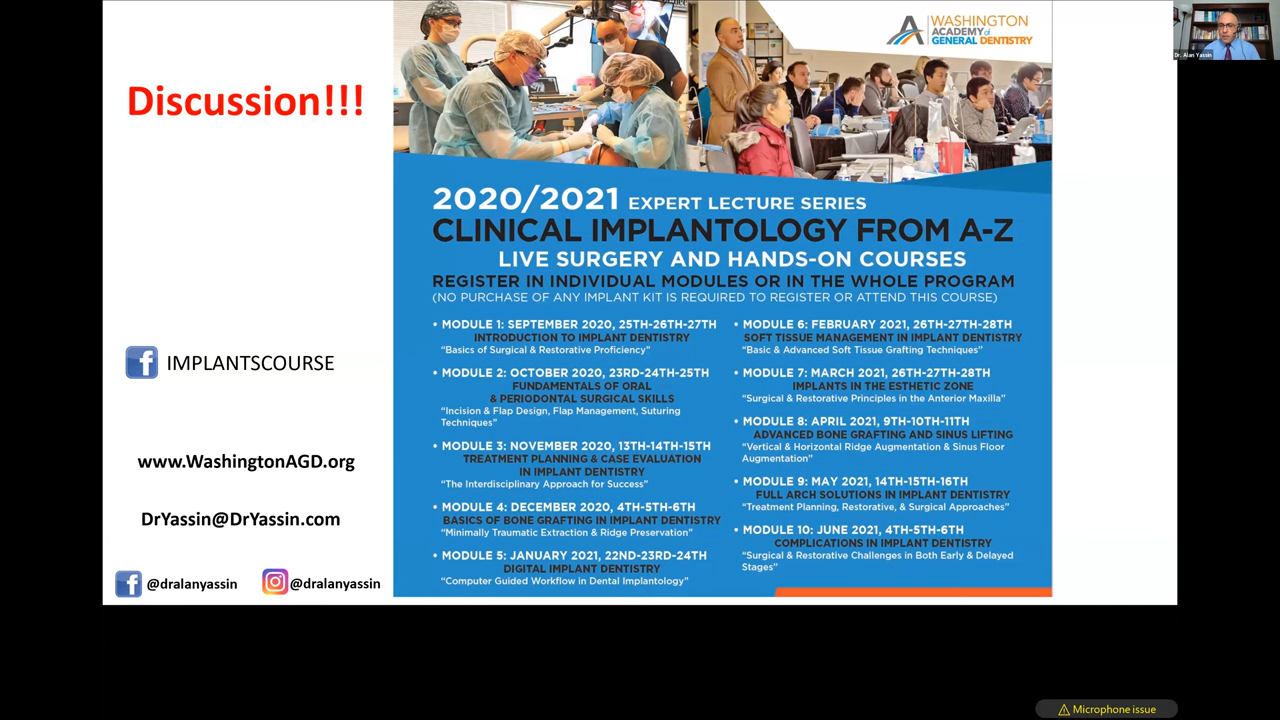 Discussion!!!
IMPLANTSCOURSE
www.WashingtonAGD.org
DrYassin@DrYassin.com
@dralanyassin
@dralanyassin
WASHINGTON
ACADEMY of
GENERAL DENTISTRY
2020/2021 EXPERT LECTURE SERIES
CLINICAL IMPLANTOLOGY FROM A-Z
LIVE SURGERY AND HANDS-ON COURSES
REGISTER IN INDIVIDUAL MODULES OR IN THE WHOLE PROGRAM
(NO PURCHASE OF ANY IMPLANT KIT IS REQUIRED TO REGISTER OR ATTEND THIS COURSE)
• MODULE 1: SEPTEMBER 2020, 25TH-26TH-27TH
INTRODUCTION TO IMPLANT DENTISTRY
"Basics of Surgical & Restorative Proficiency"
• MODULE 2: OCTOBER 2020, 23RD-24TH-25TH
FUNDAMENTALS OF ORAL
& PERIODONTAL SURGICAL SKILLS
"Incision & Flap Design, Flap Management, Suturing
Techniques"
• MODULE 3: NOVEMBER 2020, 13TH-14TH-15TH
TREATMENT PLANNING & CASE EVALUATION
IN IMPLANT DENTISTRY
"The Interdisciplinary Approach for Success"
• MODULE 4: DECEMBER 2020, 4TH-5TH-6TH
BASICS OF BONE GRAFTING IN IMPLANT DENTISTRY
"Minimally Traumatic Extraction & Ridge Preservation"
• MODULE 5: JANUARY 2021, 22ND-23RD-24TH
DIGITAL IMPLANT DENTISTRY
"Computer Guided Workflow in Dental Implantology"
• MODULE 6: FEBRUARY 2021, 26TH-27TH-28TH
SOFT TISSUE MANAGEMENT IN IMPLANT DENTISTRY
"Basic & Advanced Soft Tissue Grafting Techniques"
• MODULE 7: MARCH 2021, 26TH-27TH-28TH
IMPLANTS IN THE ESTHETIC ZONE
"Surgical & Restorative Principles in the Anterior Maxilla"
• MODULE 8: APRIL 2021, 9TH-10TH-11TH
ADVANCED BONE GRAFTING AND SINUS LIFTING
"Vertical & Horizontal Ridge Augmentation & Sinus Floor
Augmentation"
• MODULE 9: MAY 2021, 14TH-15TH-16TH
FULL ARCH SOLUTIONS IN IMPLANT DENTISTRY
"Treatment Planning, Restorative, & Surgical Approaches"
• MODULE 10: JUNE 2021, 4TH-5TH-6TH
COMPLICATIONS IN IMPLANT DENTISTRY
"Surgical & Restorative Challenges in Both Early & Delayed
Stages"
Dr. Alan Yassin
Microphone issue